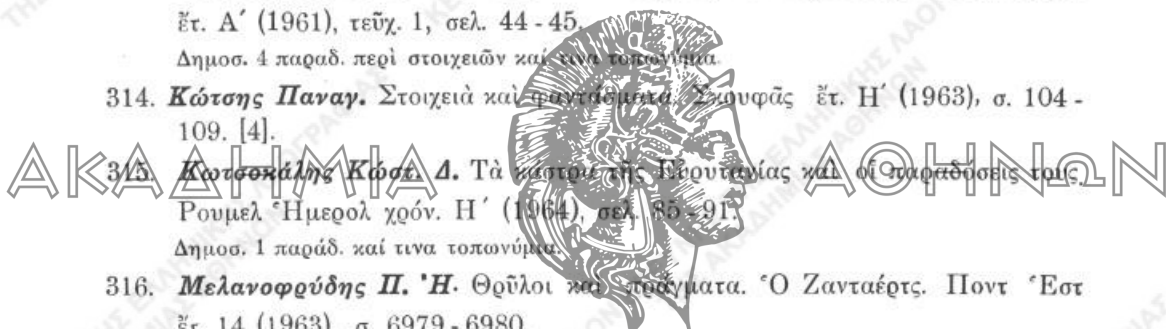 ἔτ. Α΄ (1961), τεῦχ. 1, σελ. 44 - 45.
Δημοσ. 4 παραδ. περὶ στοιχειῶν καί τινα τοπωνύμια.
314. Κώτσης Παναγ. Στοιχειὰ καὶ φαντάσματα. Σκουφᾶς ἔτ. Η΄ (1963), σ. 104 -
109. [4].
ΑΚΑΔΗΜΙΑ ΑΘΗΝΩΝ
315. Κωτσοκάλης Κώστ. Δ. Τὰ κάστρα τῆς Εὐρυτανίας καὶ οἱ παραδόσεις τους.
Ρουμελ Ἡμερολ χρόν. Η΄ (1964), σελ. 85 - 91.
Δημοσ. 1 παράδ. καί τινα τοπωνύμια.
316. Μελανοφρύδης Π. Ἠ. Θρῦλοι καὶ πράγματα. Ὁ Ζανταέρτς. Ποντ Ἑστ
ἔτ. 14 (1963), σ. 6979 - 6980.